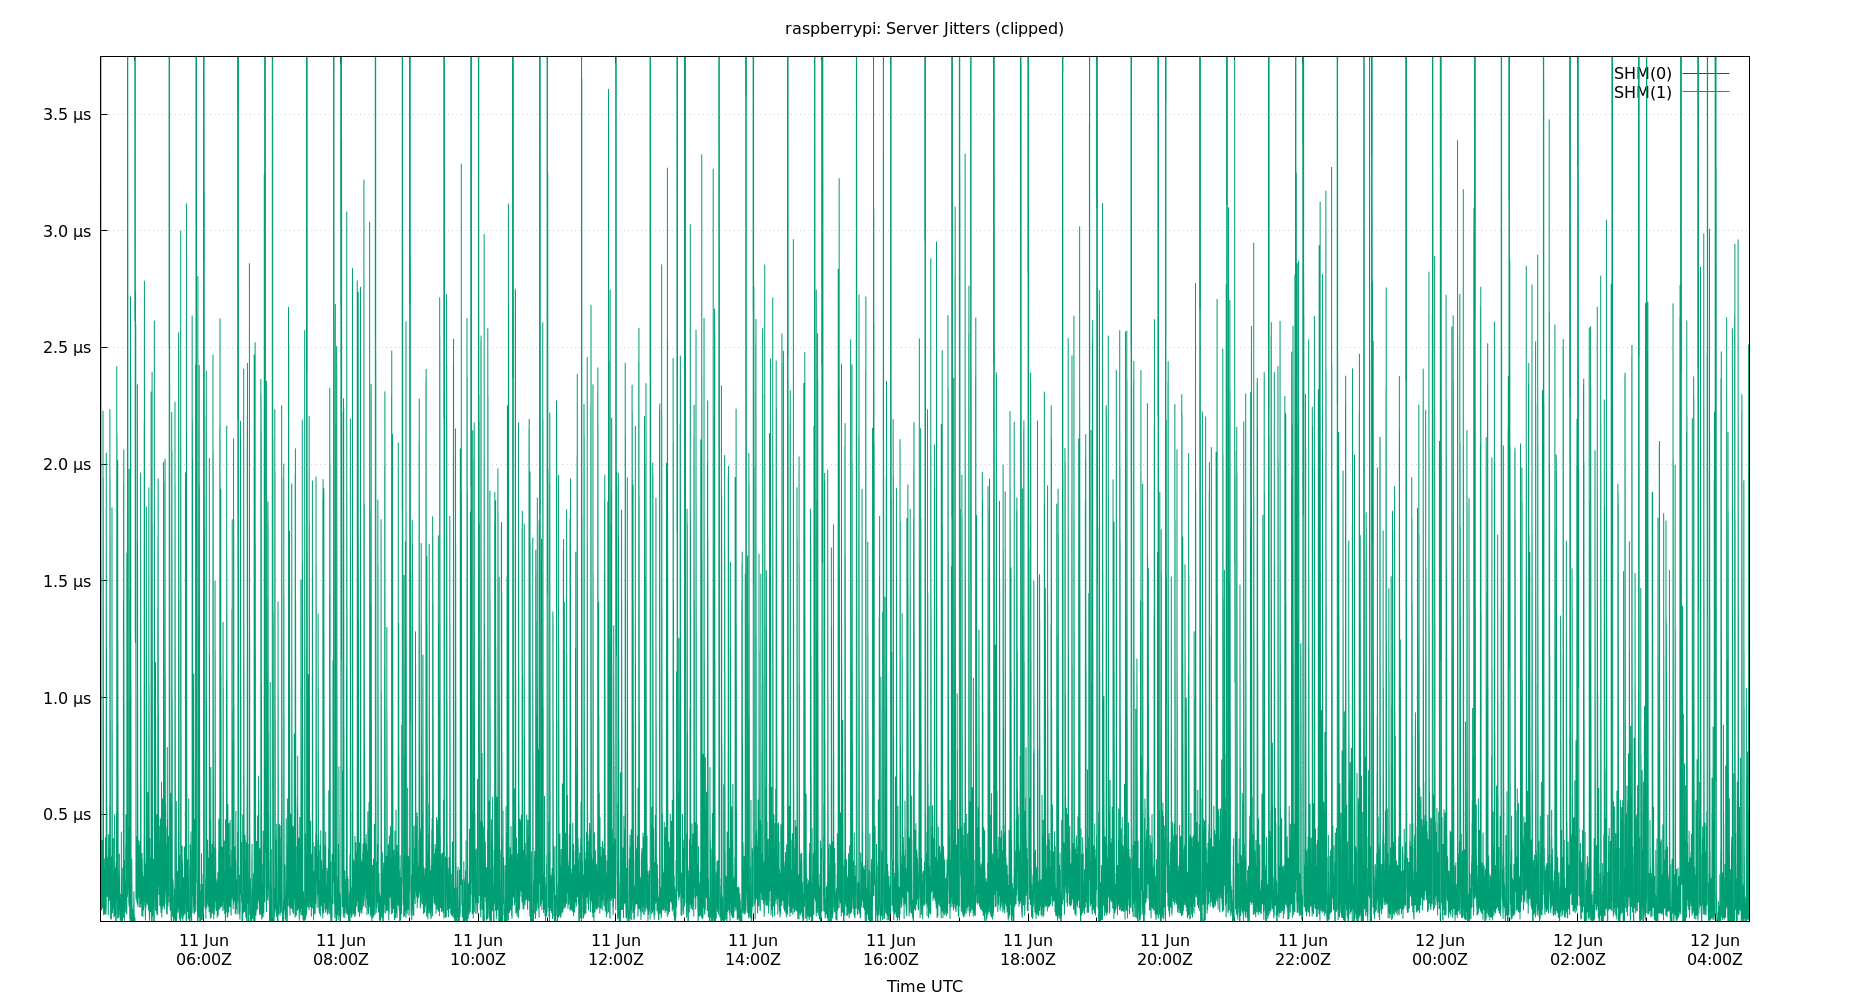 raspberrypi: Server Jitters (clipped)
SHM(0)
SHM(1)
3.5 μs
3.0 μs
2.5 μs
2.0 μs
1.5 μs
1.0 μs
0.5 μs
11 Jun 11 Jun 11 Jun 11 Jun 11 Jun 11 Jun 11 Jun 11 Jun 11 Jun 12 Jun 12 Jun 12 Jun
06:00Z 08:00Z 10:00Z 12:00Z 14:00Z 16:00Z 18:00Z 20:00Z 22:00Z 00:00Z 02:00Z 04:00Z
Time UTC